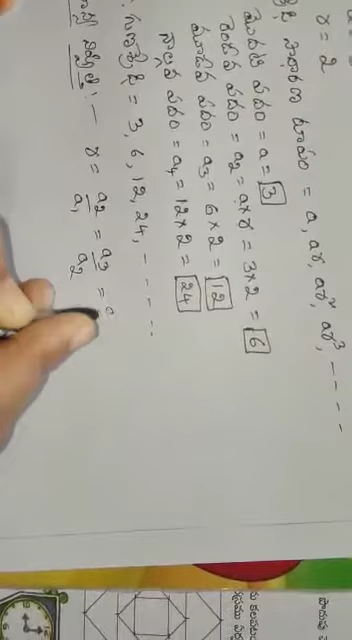 r = 2
సాధారణ రూపం = a, ar, ar², ar³, - - - -
మొదటి పదం = a = 3
రెండవ పదం = a₂ = a×r = 3×2 = 6
మూడవ పదం = a₃ = 6×2 = 12
నాల్గవ పదం = a₄ = 12×2 = 24
గుణశ్రేఢి = 3, 6, 12, 24, - - - - -
నిష్పత్తి :- r = a₂/a₁ = a₃/a₂ =